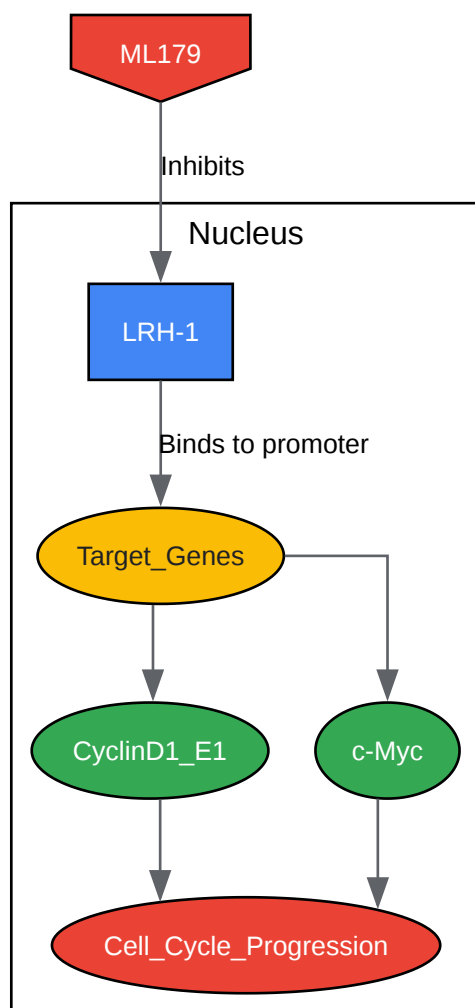 ML179
Inhibits
Nucleus
LRH-1
Binds to promoter
Target_Genes
CyclinD1_E1
c-Myc
Cell_Cycle_Progression